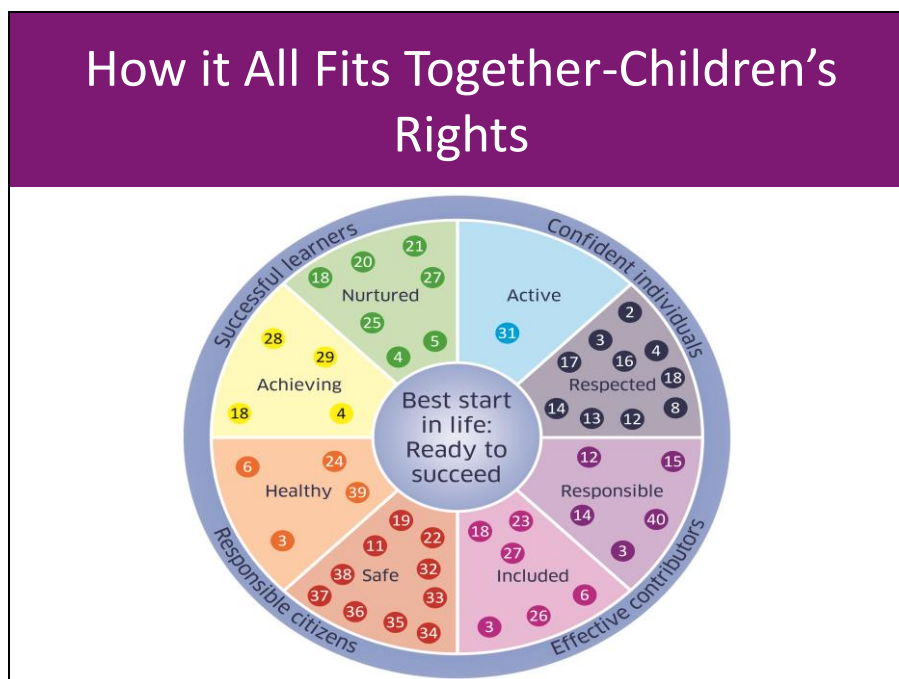 How it All Fits Together-Children's
Rights
Successful learners
Confident individuals
Responsible citizens
Effective contributors
Best start
in life:
Ready to
succeed
Nurtured
18 20 21
27
25
4 5
Active
31
Respected
2
3 4
17 16
18
14 13 12 8
Responsible
12 15
14 40
3
Included
18 23
27
6
3 26
Safe
19
11 22
38 32
37 33
36 35 34
Healthy
6 24
39
3
Achieving
28
29
18 4